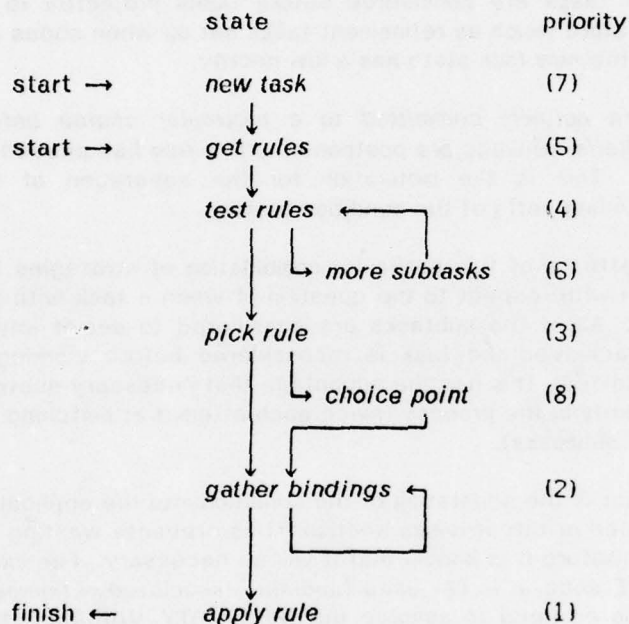 state priority
start → new task (7)
start → get rules (5)
test rules (4)
more subtasks (6)
pick rule (3)
choice point (8)
gather bindings (2)
finish ← apply rule (1)